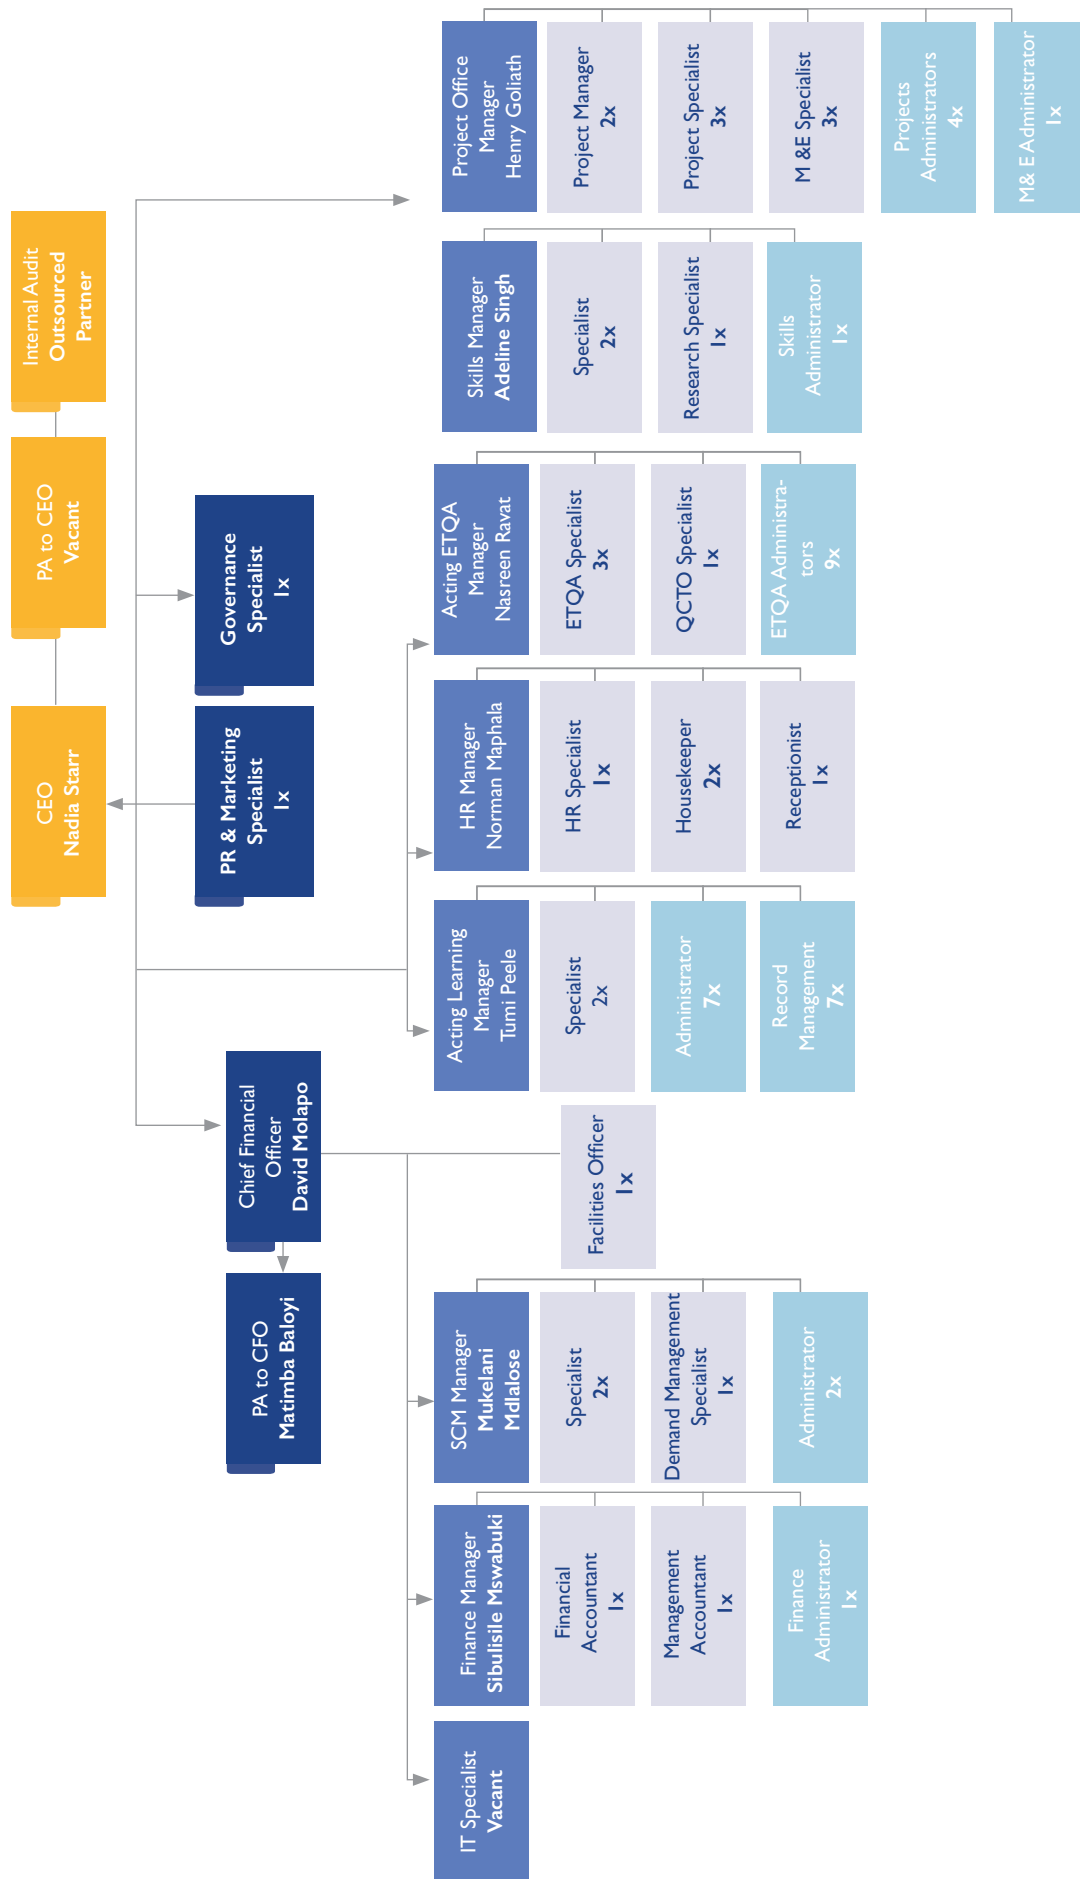 CEO
Nadia Starr
PA to CEO
Vacant
Internal Audit
Outsourced
Partner
PR & Marketing
Specialist
1x
Governance
Specialist
1x
PA to CFO
Matimba Baloyi
Chief Financial
Officer
David Molapo
IT Specialist
Vacant
Finance Manager
Sibulisile Mswabuki
Financial
Accountant
1x
Management
Accountant
1x
Finance
Administrator
1x
SCM Manager
Mukelani
Mdlalose
Specialist
2x
Demand Management
Specialist
1x
Administrator
2x
Facilities Officer
1x
Acting Learning
Manager
Tumi Peele
Specialist
2x
Administrator
7x
Record
Management
7x
HR Manager
Norman Maphala
HR Specialist
1x
Housekeeper
2x
Receptionist
1x
Acting ETQA
Manager
Nasreen Ravat
ETQA Specialist
3x
QCTO Specialist
1x
ETQA Administra-
tors
9x
Skills Manager
Adeline Singh
Specialist
2x
Research Specialist
1x
Skills
Administrator
1x
Project Office
Manager
Henry Goliath
Project Manager
2x
Project Specialist
3x
M &E Specialist
3x
Projects
Administrators
4x
M& E Administrator
1x